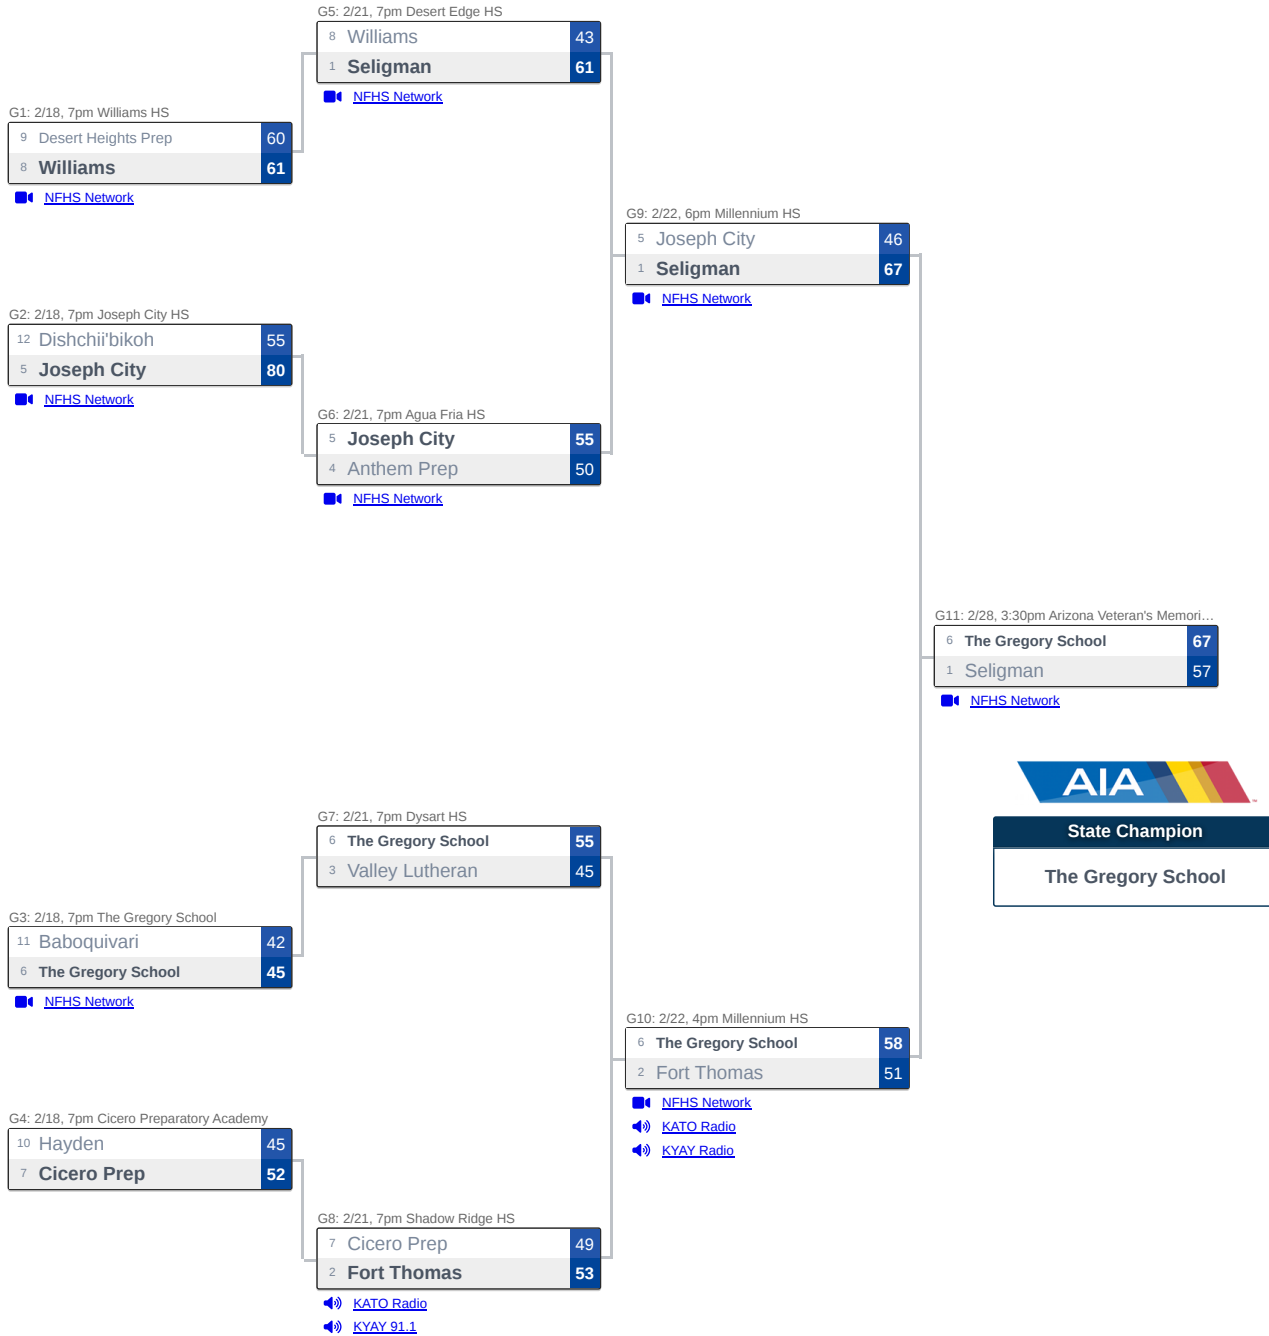 G5: 2/21, 7pm Desert Edge HS
8 Williams 43
1 Seligman 61
NFHS Network
G1: 2/18, 7pm Williams HS
9 Desert Heights Prep 60
8 Williams 61
NFHS Network
G9: 2/22, 6pm Millennium HS
5 Joseph City 46
1 Seligman 67
NFHS Network
G2: 2/18, 7pm Joseph City HS
12 Dishchii'bikoh 55
5 Joseph City 80
NFHS Network
G6: 2/21, 7pm Agua Fria HS
5 Joseph City 55
4 Anthem Prep 50
NFHS Network
G11: 2/28, 3:30pm Arizona Veteran's Memori…
6 The Gregory School 67
1 Seligman 57
NFHS Network
AIA
™
State Champion
The Gregory School
G7: 2/21, 7pm Dysart HS
6 The Gregory School 55
3 Valley Lutheran 45
G3: 2/18, 7pm The Gregory School
11 Baboquivari 42
6 The Gregory School 45
NFHS Network
G10: 2/22, 4pm Millennium HS
6 The Gregory School 58
2 Fort Thomas 51
NFHS Network
KATO Radio
KYAY Radio
G4: 2/18, 7pm Cicero Preparatory Academy
10 Hayden 45
7 Cicero Prep 52
G8: 2/21, 7pm Shadow Ridge HS
7 Cicero Prep 49
2 Fort Thomas 53
KATO Radio
KYAY 91.1